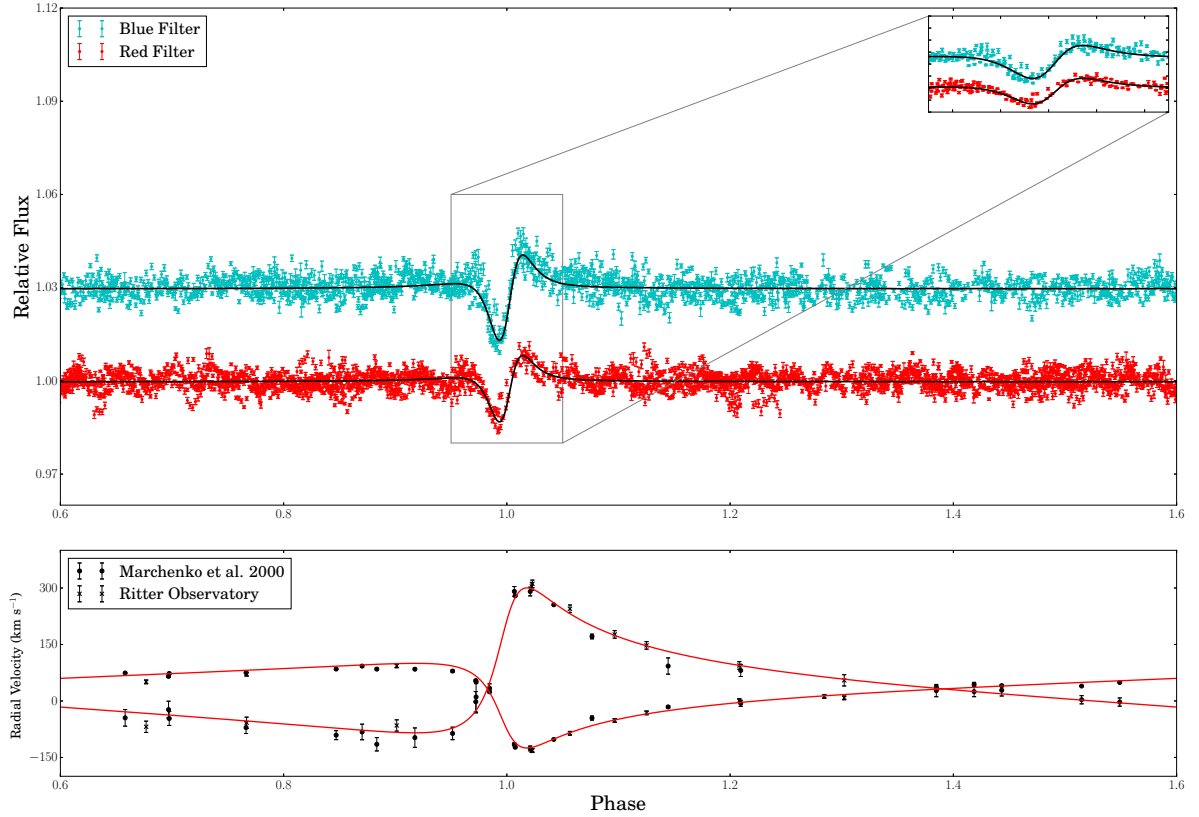 1.12
Blue Filter
Red Filter
1.09
1.06
Relative Flux
1.03
1.00
0.97
0.6 0.8 1.0 1.2 1.4 1.6
Marchenko et al. 2000
Ritter Observatory
300
150
0
−150
Radial Velocity (km s⁻¹)
0.6 0.8 1.0 1.2 1.4 1.6
Phase